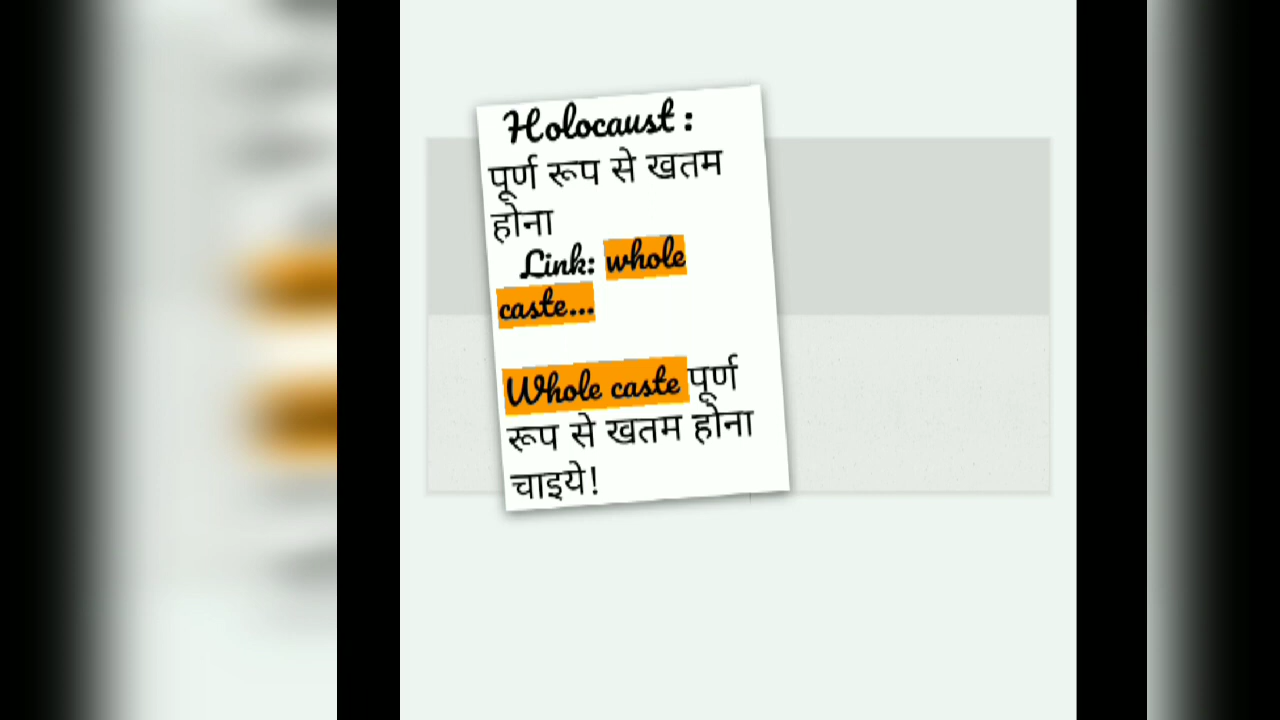 Holocaust :
पूर्ण रूप से खतम
होना
Link: whole
caste...
Whole caste पूर्ण
रूप से खतम होना
चाइये!